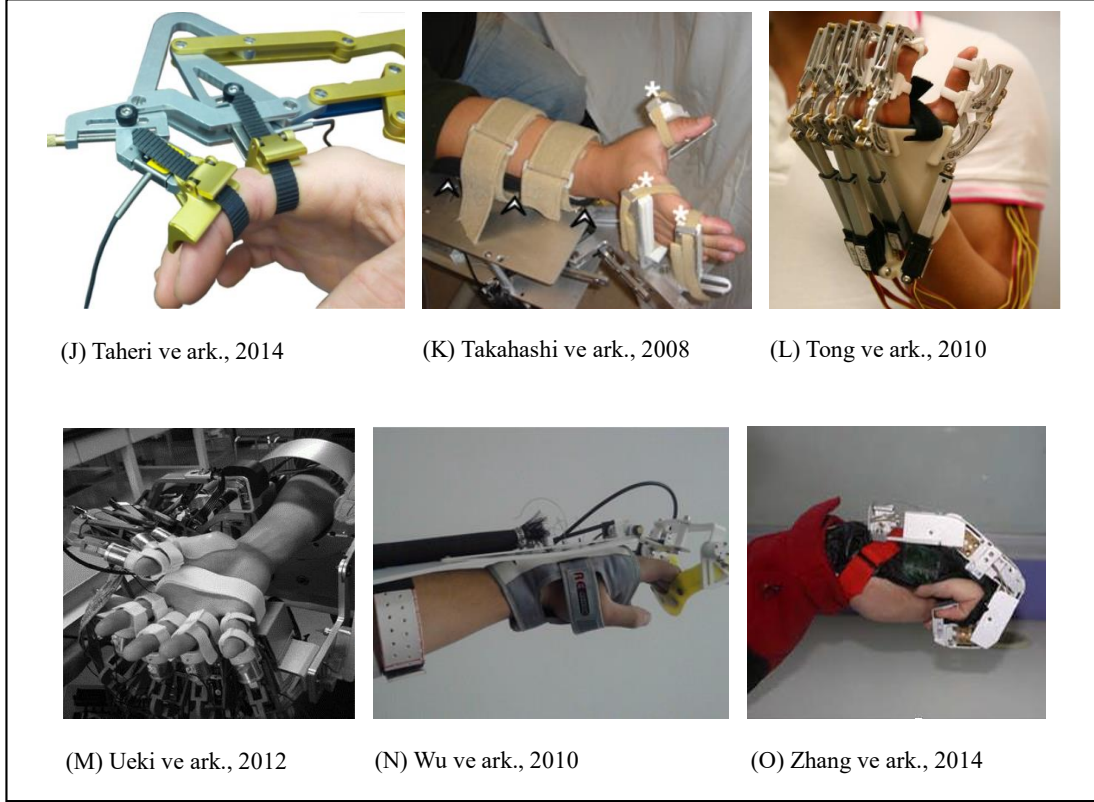 (J) Taheri ve ark., 2014
(K) Takahashi ve ark., 2008
(L) Tong ve ark., 2010
(M) Ueki ve ark., 2012
(N) Wu ve ark., 2010
(O) Zhang ve ark., 2014